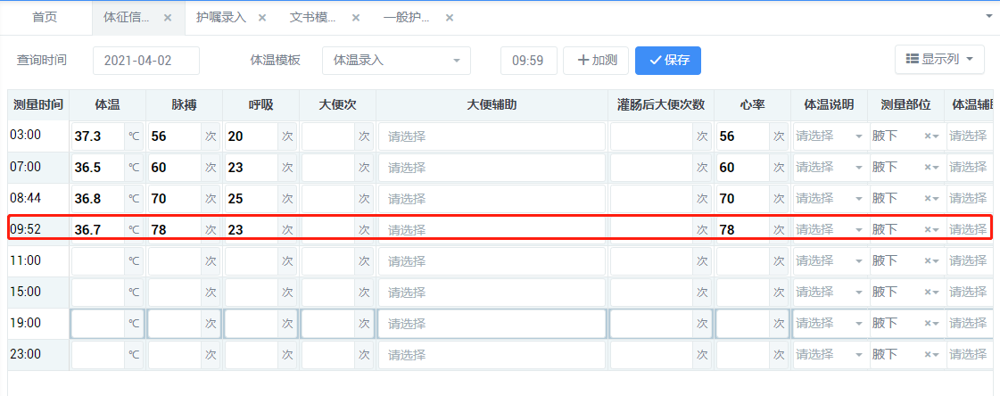 首页 体征信... × 护嘱录入 × 文书模... × 一般护... ×
查询时间 2021-04-02 体温模板 体温录入 09:59 加测 保存 显示列
测量时间 体温 脉搏 呼吸 大便次 大便辅助 灌肠后大便次数 心率 体温说明 测量部位 体温辅
03:00 37.3 ℃ 56 次 20 次 次 请选择 次 56 次 请选择 腋下 × 请选择
07:00 36.5 ℃ 60 次 23 次 次 请选择 次 60 次 请选择 腋下 × 请选择
08:44 36.8 ℃ 70 次 25 次 次 请选择 次 70 次 请选择 腋下 × 请选择
09:52 36.7 ℃ 78 次 23 次 次 请选择 次 78 次 请选择 腋下 × 请选择
11:00 ℃ 次 次 次 请选择 次 次 请选择 腋下 × 请选择
15:00 ℃ 次 次 次 请选择 次 次 请选择 腋下 × 请选择
19:00 ℃ 次 次 次 请选择 次 次 请选择 腋下 × 请选择
23:00 ℃ 次 次 次 请选择 次 次 请选择 腋下 × 请选择